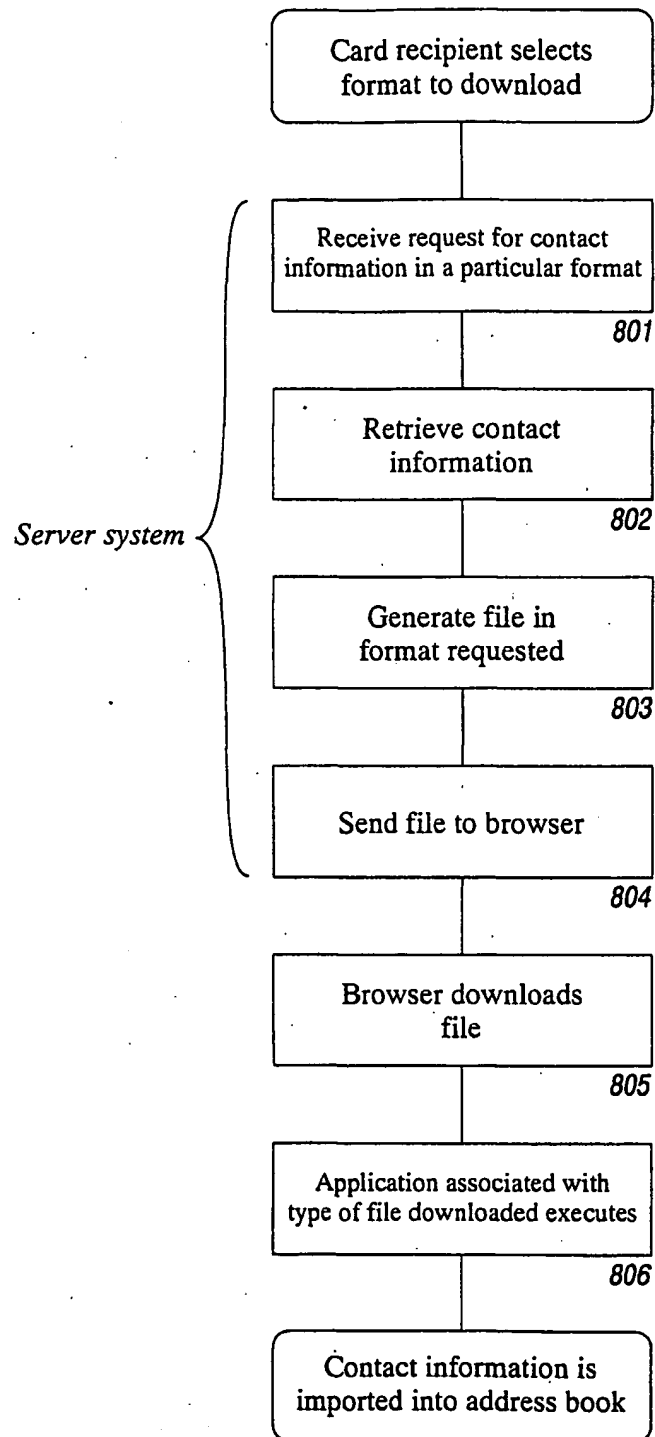 Card recipient selects
format to download
Receive request for contact
information in a particular format
801
Retrieve contact
information
802
Server system
Generate file in
format requested
803
Send file to browser
804
Browser downloads
file
805
Application associated with
type of file downloaded executes
806
Contact information is
imported into address book